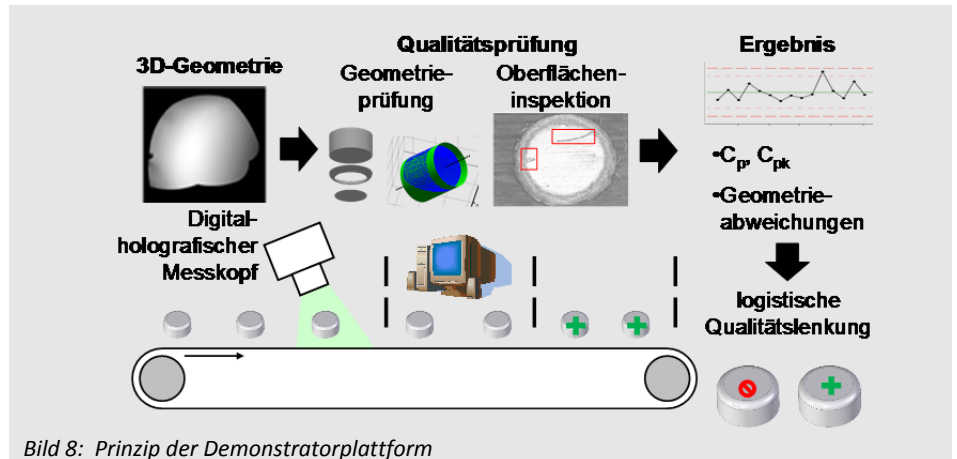 Qualitätsprüfung
Ergebnis
3D-Geometrie
Geometrie-
prüfung
Oberflächen-
inspektion
•Cp, Cpk
•Geometrie-
abweichungen
Digital-
holografischer
Messkopf
logistische
Qualitätslenkung
Bild 8: Prinzip der Demonstratorplattform